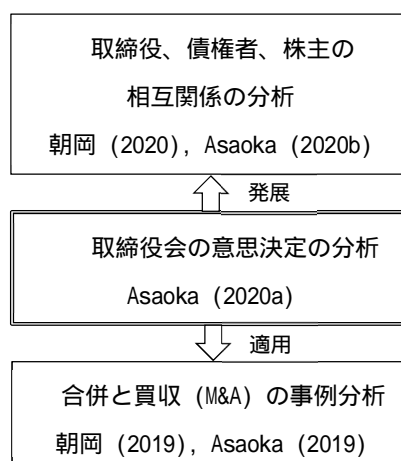 取締役、債権者、株主の
相互関係の分析
朝岡 (2020), Asaoka (2020b)
発展
取締役会の意思決定の分析
Asaoka (2020a)
適用
合併と買収 (M&A) の事例分析
朝岡 (2019), Asaoka (2019)